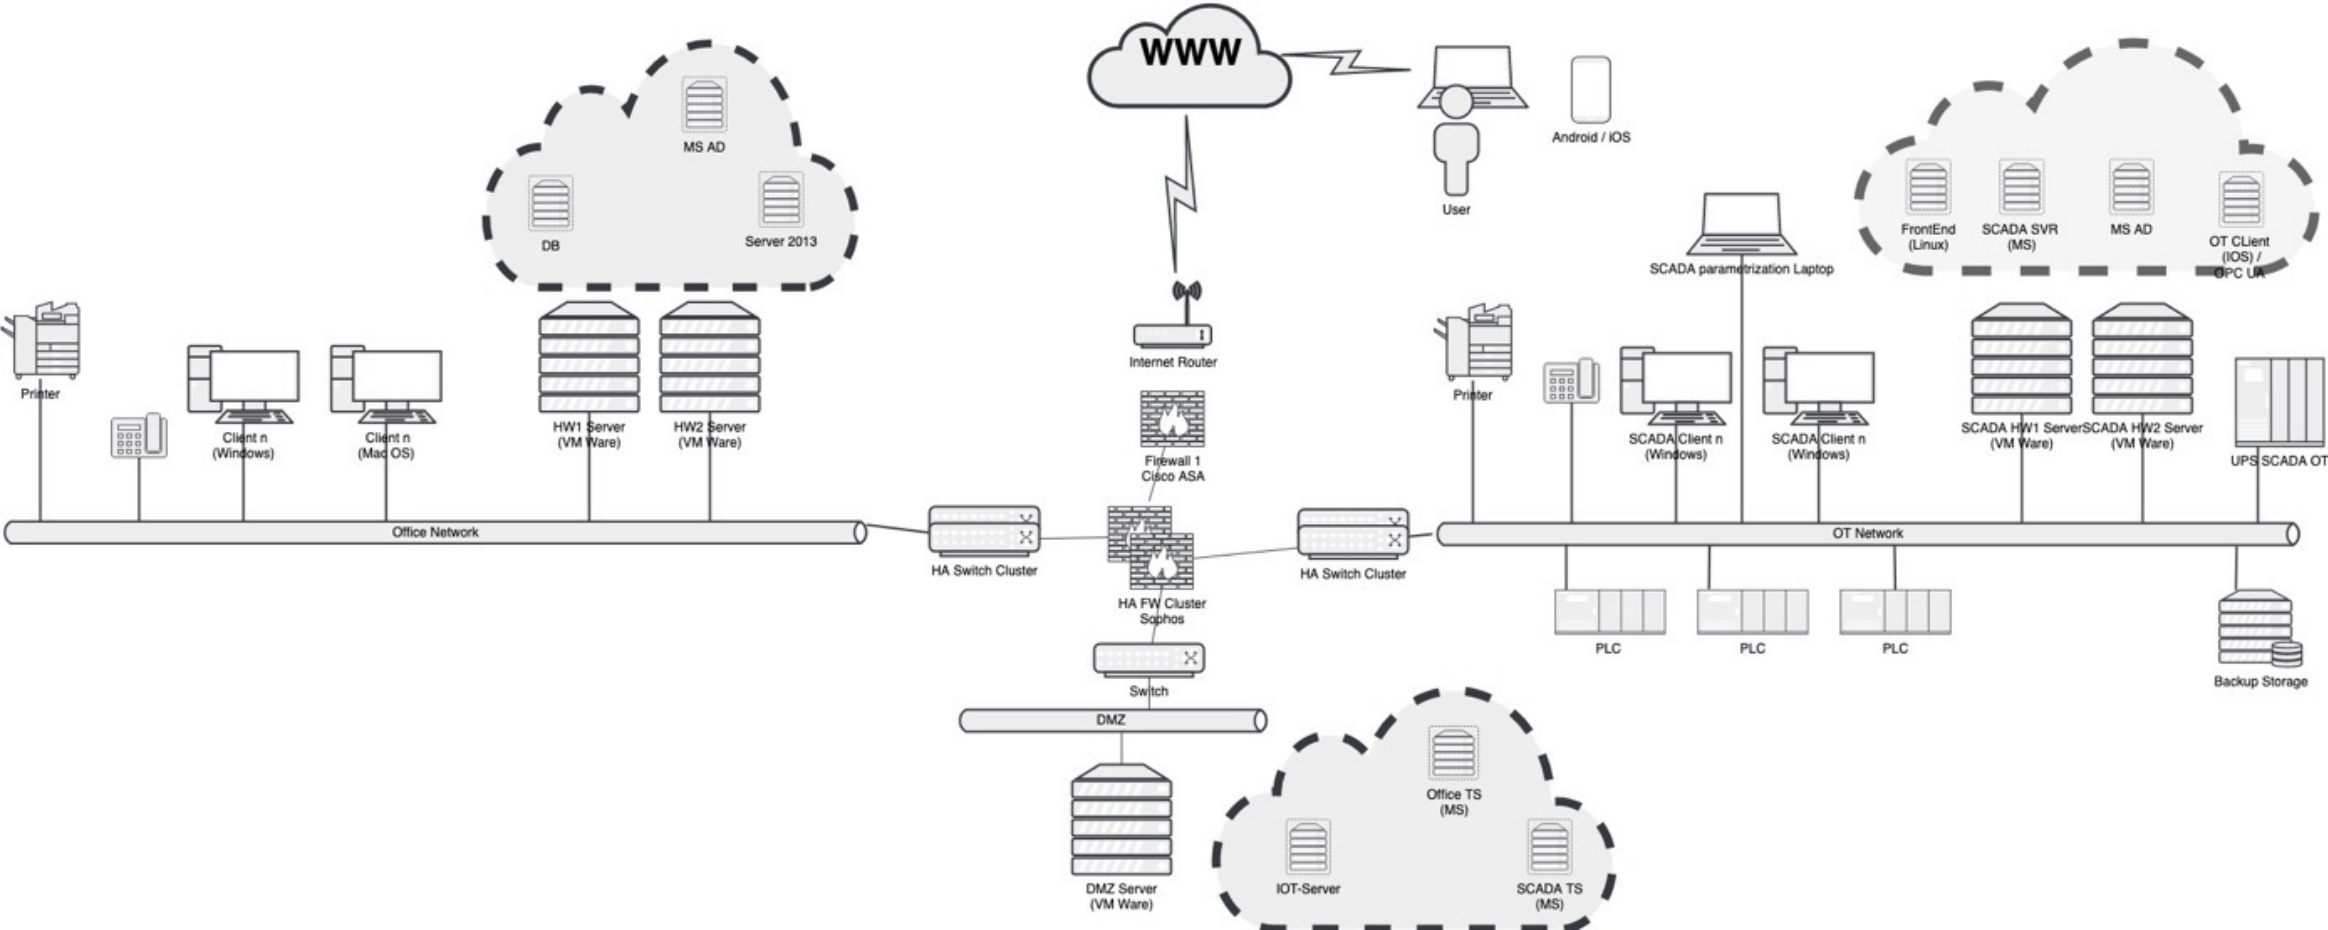 WWW
Android / iOS
User
MS AD
DB
Server 2013
FrontEnd
(Linux)
SCADA SVR
(MS)
MS AD
OT CLient
(IOS) /
OPC UA
SCADA parametrization Laptop
Internet Router
Printer
Client n
(Windows)
Client n
(Mac OS)
HW1 Server
(VM Ware)
HW2 Server
(VM Ware)
Firewall 1
Cisco ASA
Printer
SCADA Client n
(Windows)
SCADA Client n
(Windows)
SCADA HW1 Server
(VM Ware)
SCADA HW2 Server
(VM Ware)
UPS SCADA OT
Office Network
HA Switch Cluster
HA FW Cluster
Sophos
HA Switch Cluster
OT Network
PLC
PLC
PLC
Backup Storage
Switch
DMZ
DMZ Server
(VM Ware)
Office TS
(MS)
IOT-Server
SCADA TS
(MS)